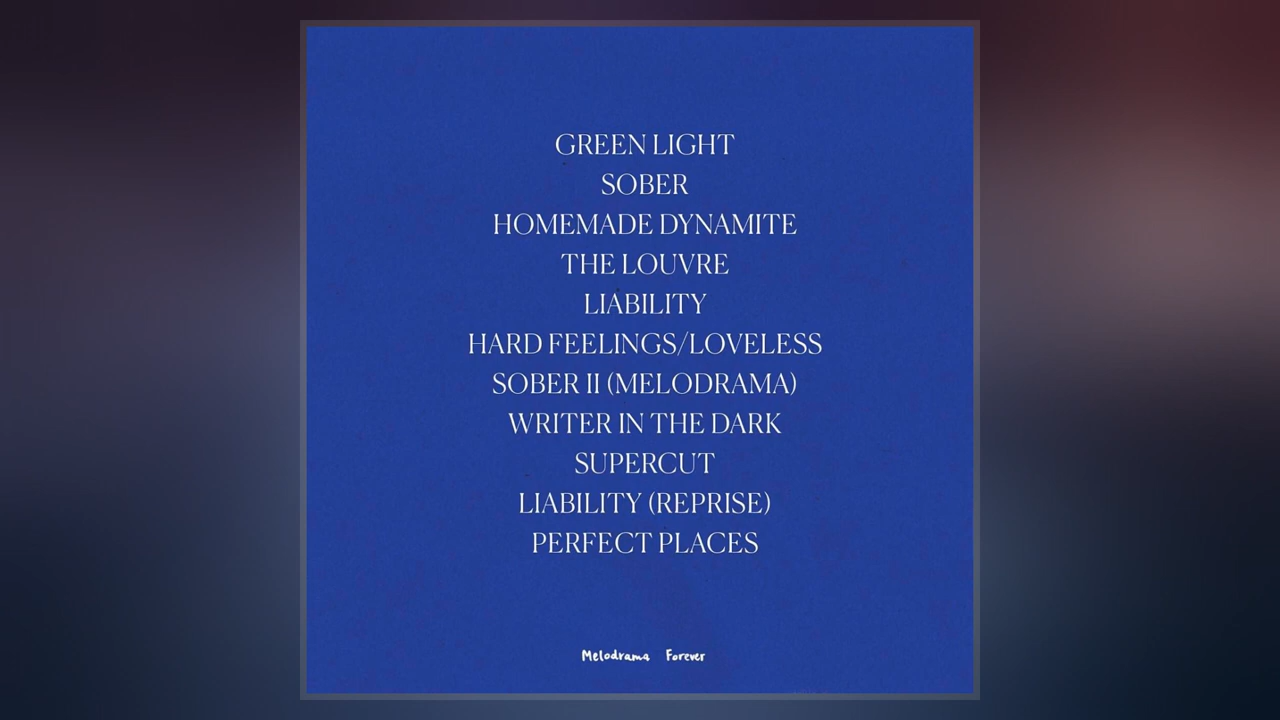 GREEN LIGHT
SOBER
HOMEMADE DYNAMITE
THE LOUVRE
LIABILITY
HARD FEELINGS/LOVELESS
SOBER II (MELODRAMA)
WRITER IN THE DARK
SUPERCUT
LIABILITY (REPRISE)
PERFECT PLACES
Melodrama Forever